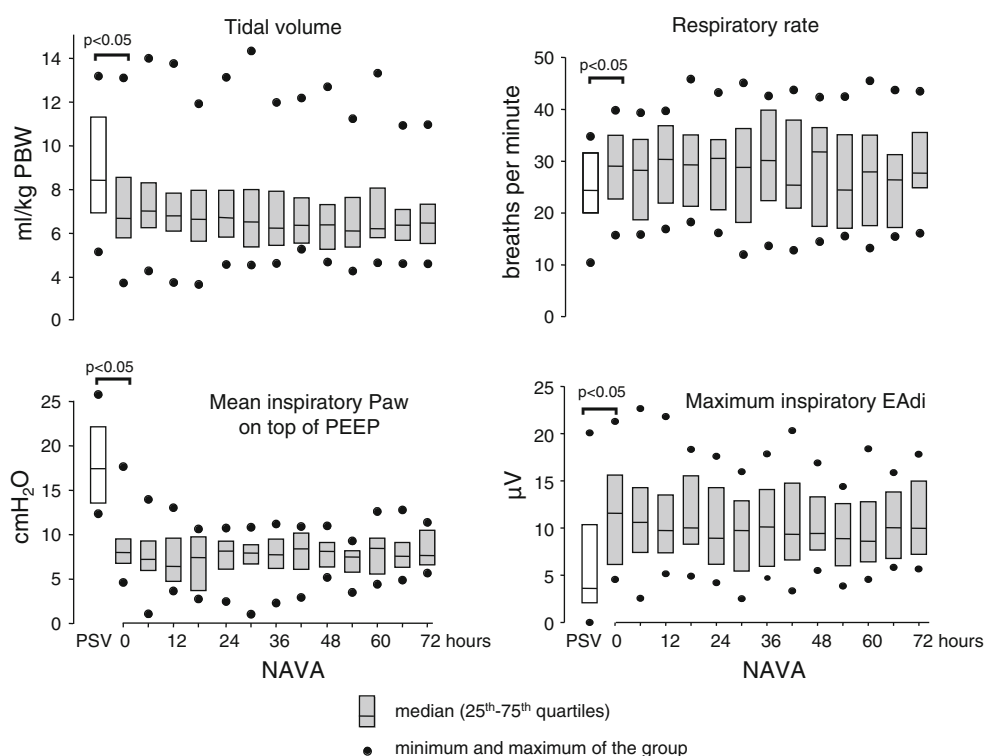 Tidal volume
p<0.05
14
12
10
8
6
4
2
0
ml/kg PBW
Respiratory rate
p<0.05
50
40
30
20
10
0
breaths per minute
Mean inspiratory Paw
on top of PEEP
p<0.05
25
20
15
10
5
0
cmH2O
PSV 0 12 24 36 48 60 72 hours
NAVA
Maximum inspiratory EAdi
p<0.05
25
20
15
10
5
0
µV
PSV 0 12 24 36 48 60 72 hours
NAVA
median (25th-75th quartiles)
minimum and maximum of the group